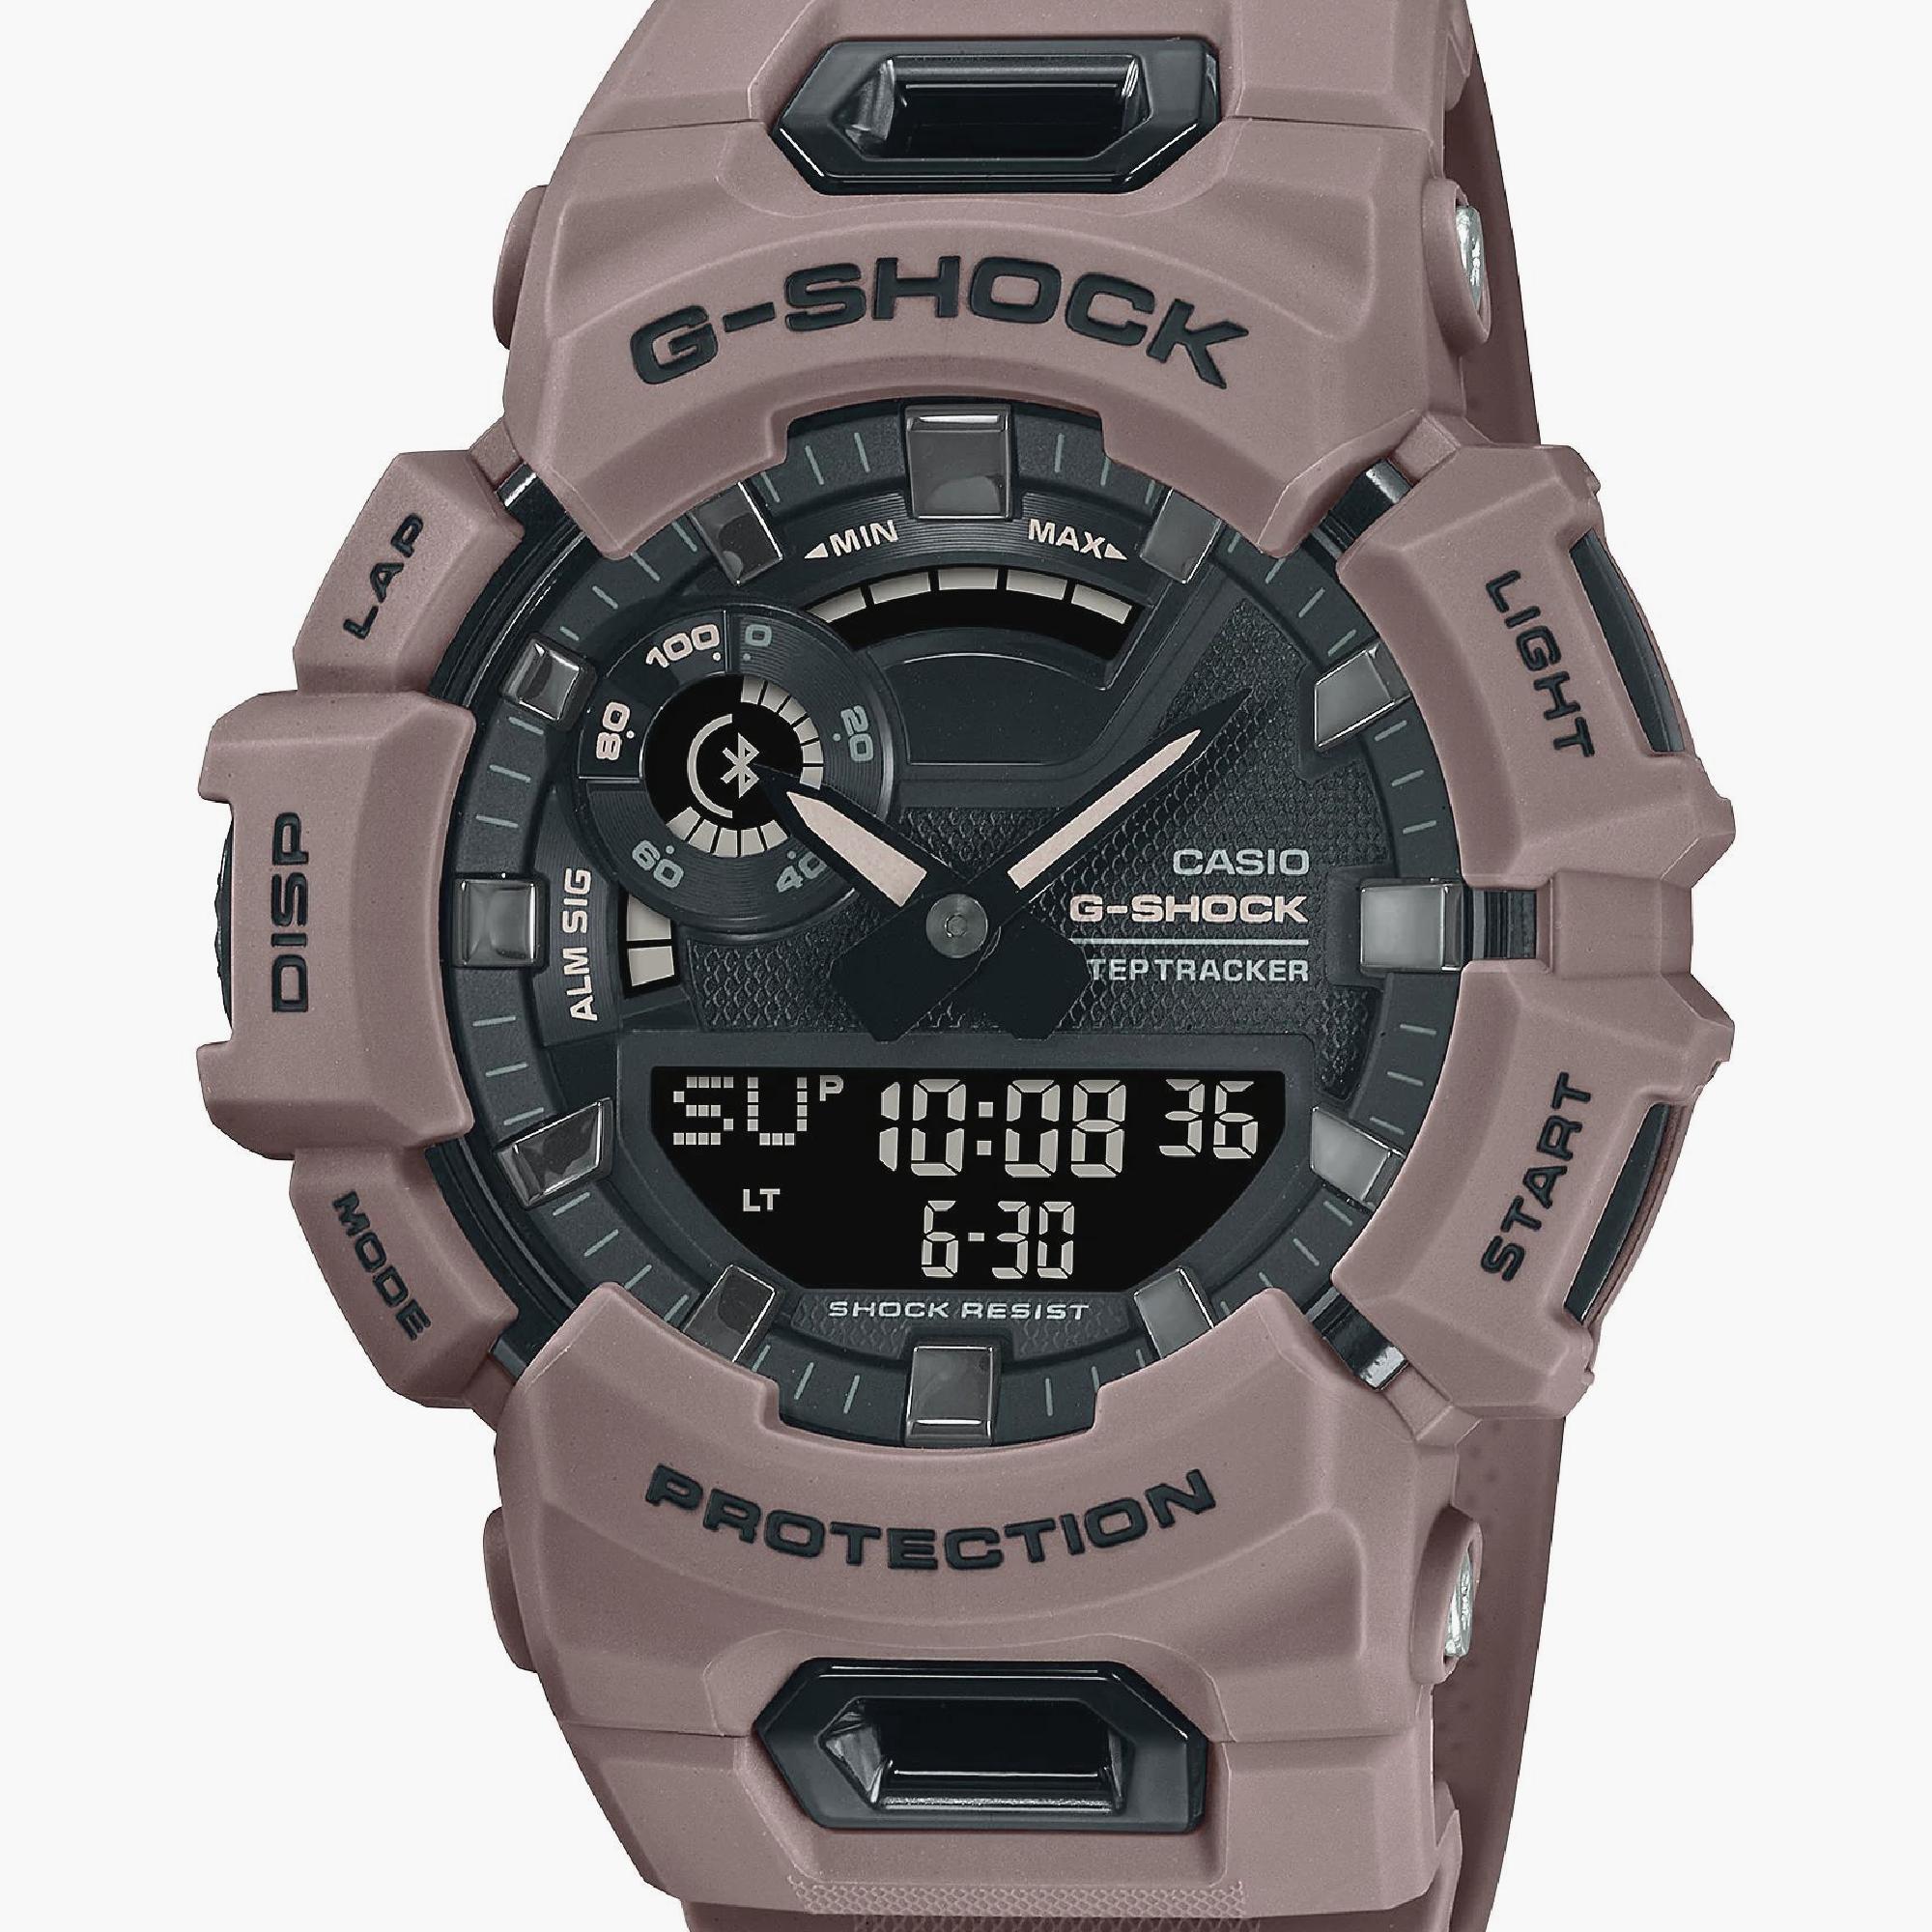 G-SHOCK
MIN MAX
LAP
LIGHT
100 0
80 20
60 40
DISP
ALM SIG
CASIO
G-SHOCK
TEPTRACKER
SU P 10:08 36
LT
6-30
MODE
START
SHOCK RESIST
PROTECTION